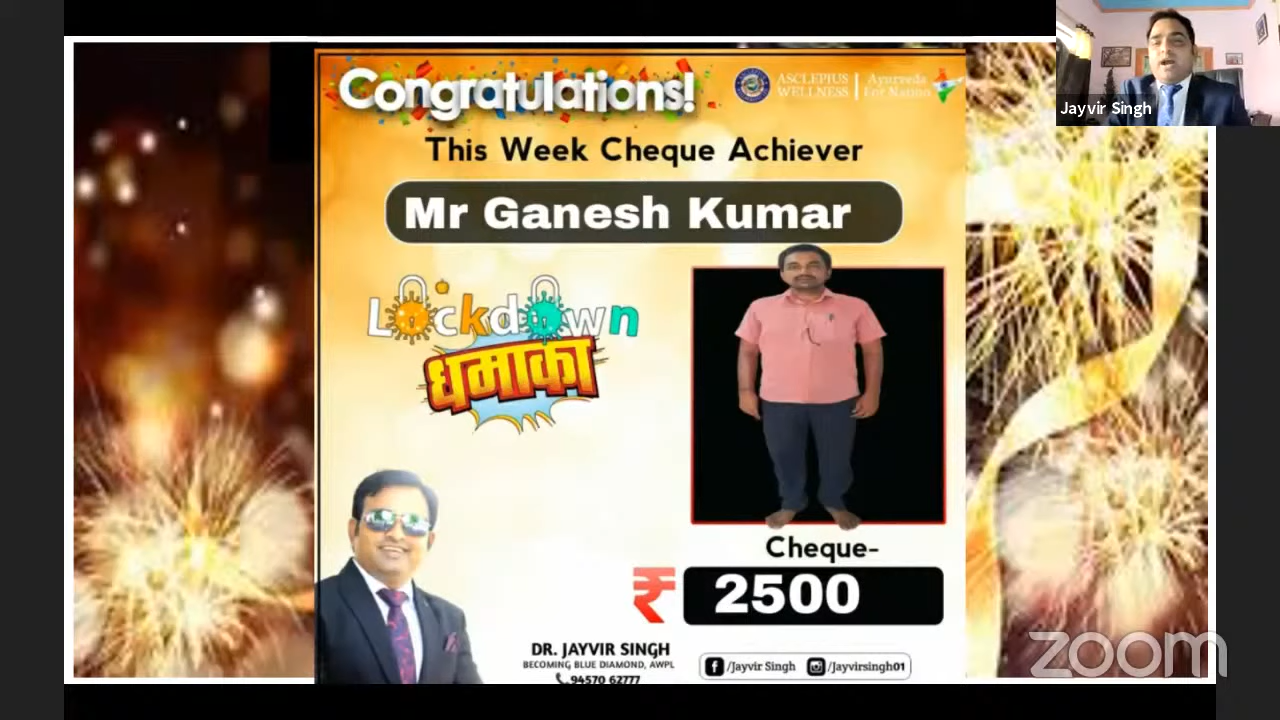 Congratulations!
ASCLEPIUS WELLNESS
Ayurveda For Nation
This Week Cheque Achiever
Mr Ganesh Kumar
Lockdown
धमाका
Cheque-
₹ 2500
DR. JAYVIR SINGH
BECOMING BLUE DIAMOND, AWPL
94570 62777
/Jayvir Singh
/Jayvirsingh01
Jayvir Singh
zoom